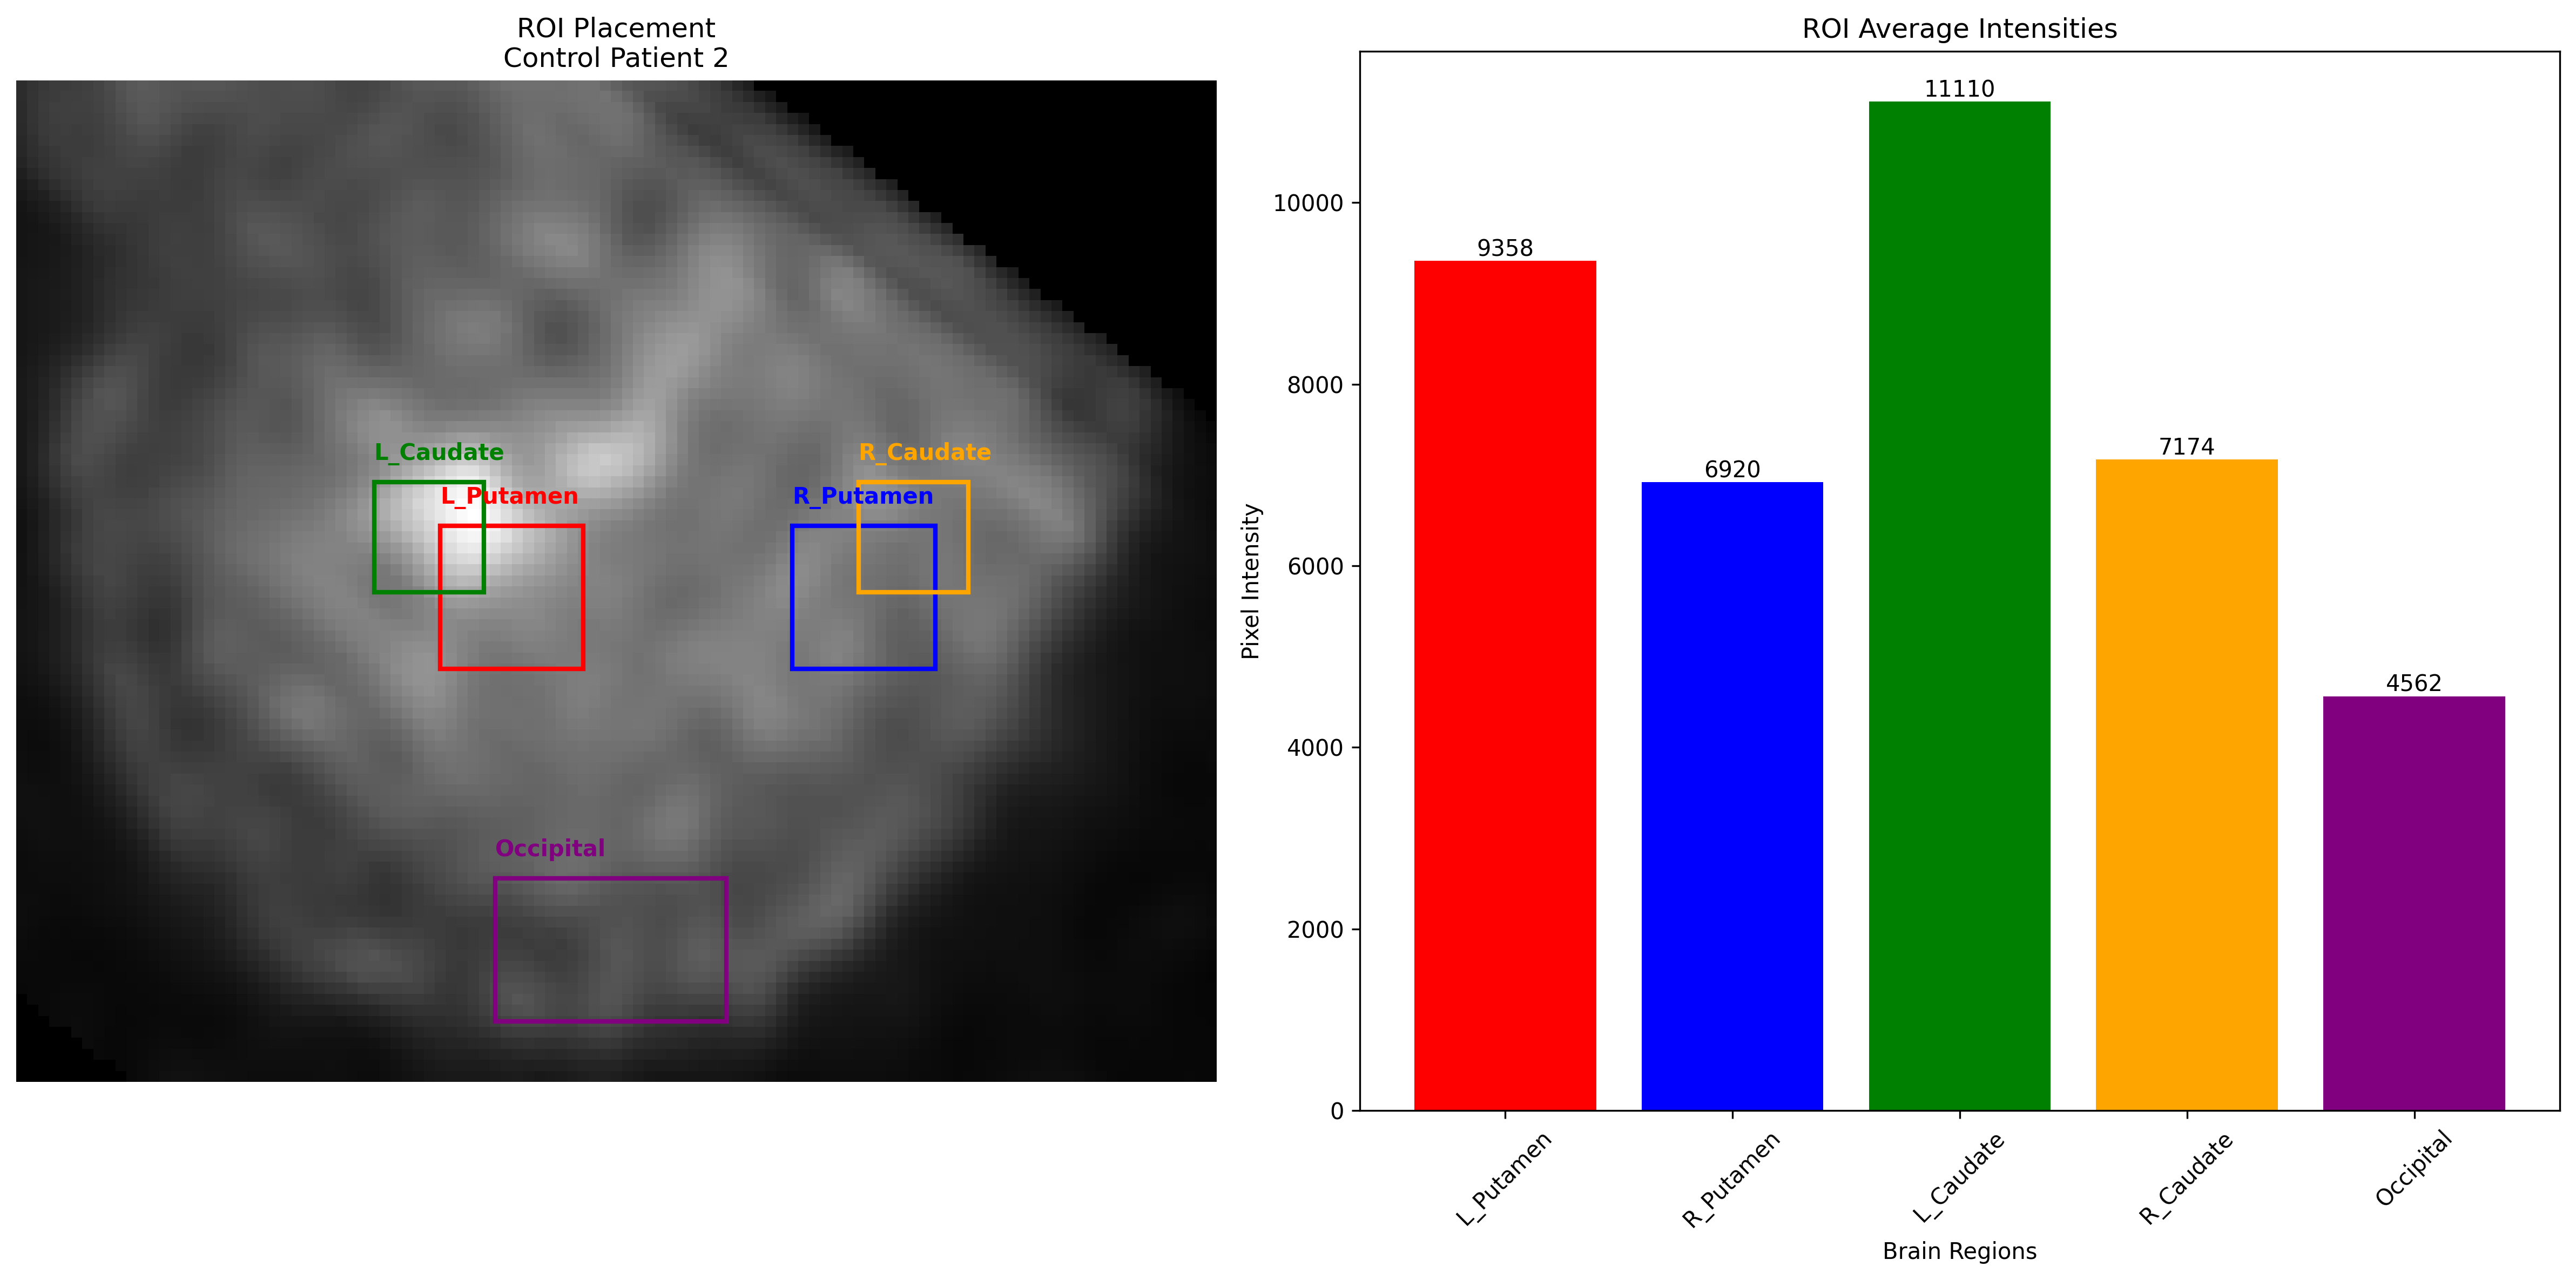 ROI Placement
Control Patient 2
L_Caudate
R_Caudate
L_Putamen
R_Putamen
Occipital
ROI Average Intensities
Pixel Intensity
10000
8000
6000
4000
2000
0
9358
6920
11110
7174
4562
L_Putamen
R_Putamen
L_Caudate
R_Caudate
Occipital
Brain Regions